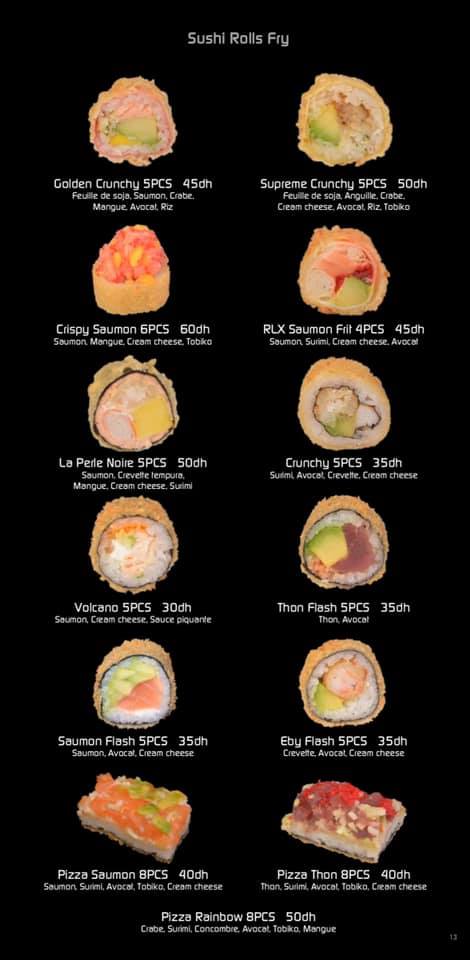 Sushi Rolls Fry
Golden Crunchy 5PCS 45dh
Feuille de soja, Saumon, Crabe,
Mangue, Avocat, Riz
Supreme Crunchy 5PCS 50dh
Feuille de soja, Anguille, Crabe,
Cream cheese, Avocat, Riz, Tobiko
Crispy Saumon 6PCS 60dh
Saumon, Mangue, Cream cheese, Tobiko
RLX Saumon Frit 4PCS 45dh
Saumon, Surimi, Cream cheese, Avocat
La Perle Noire 5PCS 50dh
Saumon, Crevette tempura,
Mangue, Cream cheese, Surimi
Crunchy 5PCS 35dh
Surimi, Avocat, Crevette, Cream cheese
Volcano 5PCS 30dh
Saumon, Cream cheese, Sauce piquante
Thon Flash 5PCS 35dh
Thon, Avocat
Saumon Flash 5PCS 35dh
Saumon, Avocat, Cream cheese
Eby Flash 5PCS 35dh
Crevette, Avocat, Cream cheese
Pizza Saumon 8PCS 40dh
Saumon, Surimi, Avocat, Tobiko, Cream cheese
Pizza Thon 8PCS 40dh
Thon, Surimi, Avocat, Tobiko, Cream cheese
Pizza Rainbow 8PCS 50dh
Crabe, Surimi, Concombre, Avocat, Tobiko, Mangue
13